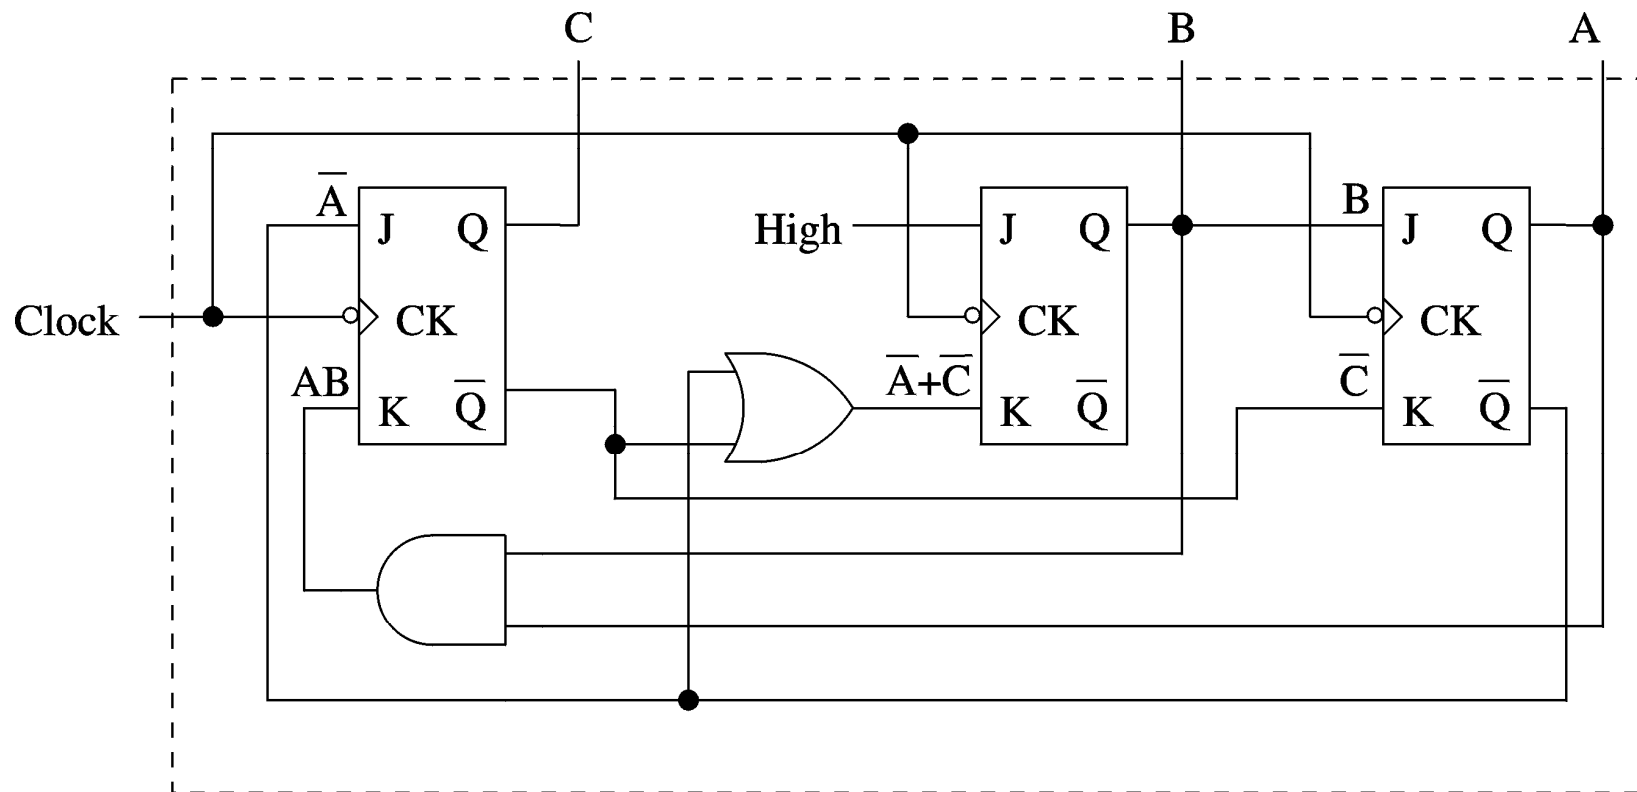 C B A
A̅ B
J Q High J Q J Q
Clock CK CK CK
AB A̅+C̅ C̅
K Q̅ K Q̅ K Q̅